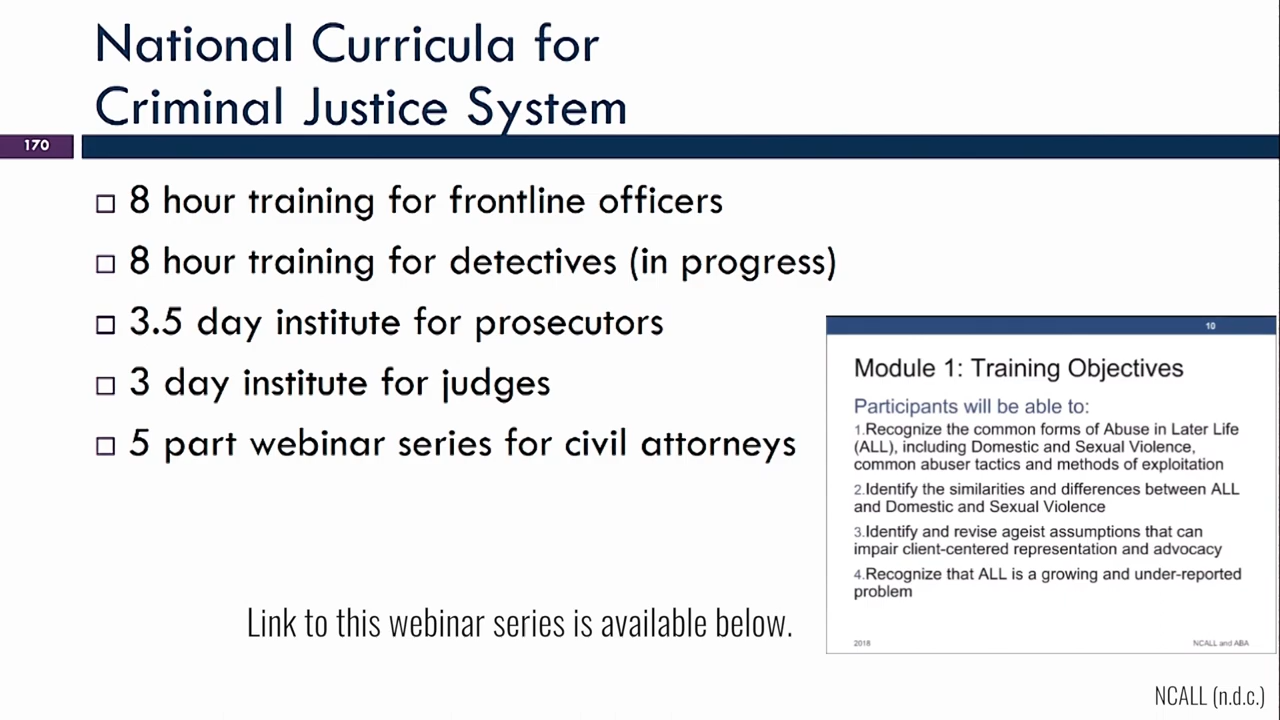 National Curricula for
Criminal Justice System
170
8 hour training for frontline officers
8 hour training for detectives (in progress)
3.5 day institute for prosecutors
3 day institute for judges
5 part webinar series for civil attorneys
10
Module 1: Training Objectives
Participants will be able to:
1.Recognize the common forms of Abuse in Later Life
(ALL), including Domestic and Sexual Violence,
common abuser tactics and methods of exploitation
2.Identify the similarities and differences between ALL
and Domestic and Sexual Violence
3.Identify and revise ageist assumptions that can
impair client-centered representation and advocacy
4.Recognize that ALL is a growing and under-reported
problem
2018
NCALL and ABA
Link to this webinar series is available below.
NCALL (n.d.c.)